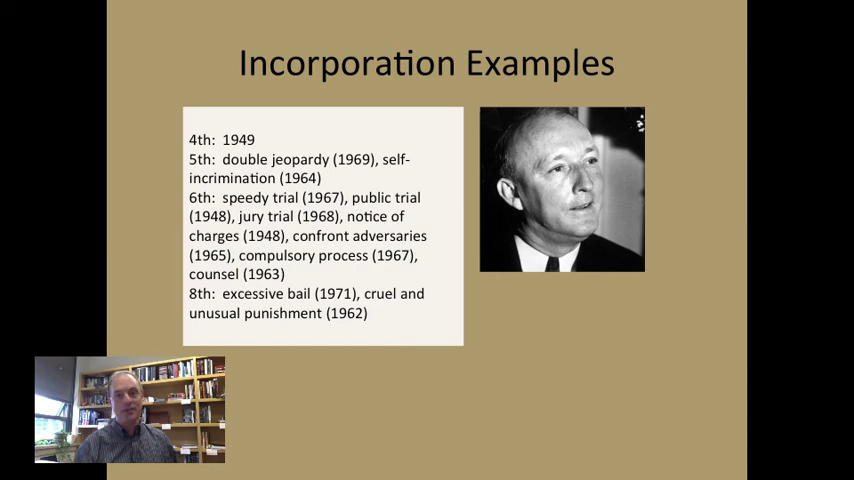 Incorporation Examples
4th:  1949
5th:  double jeopardy (1969), self-
incrimination (1964)
6th:  speedy trial (1967), public trial
(1948), jury trial (1968), notice of
charges (1948), confront adversaries
(1965), compulsory process (1967),
counsel (1963)
8th:  excessive bail (1971), cruel and
unusual punishment (1962)